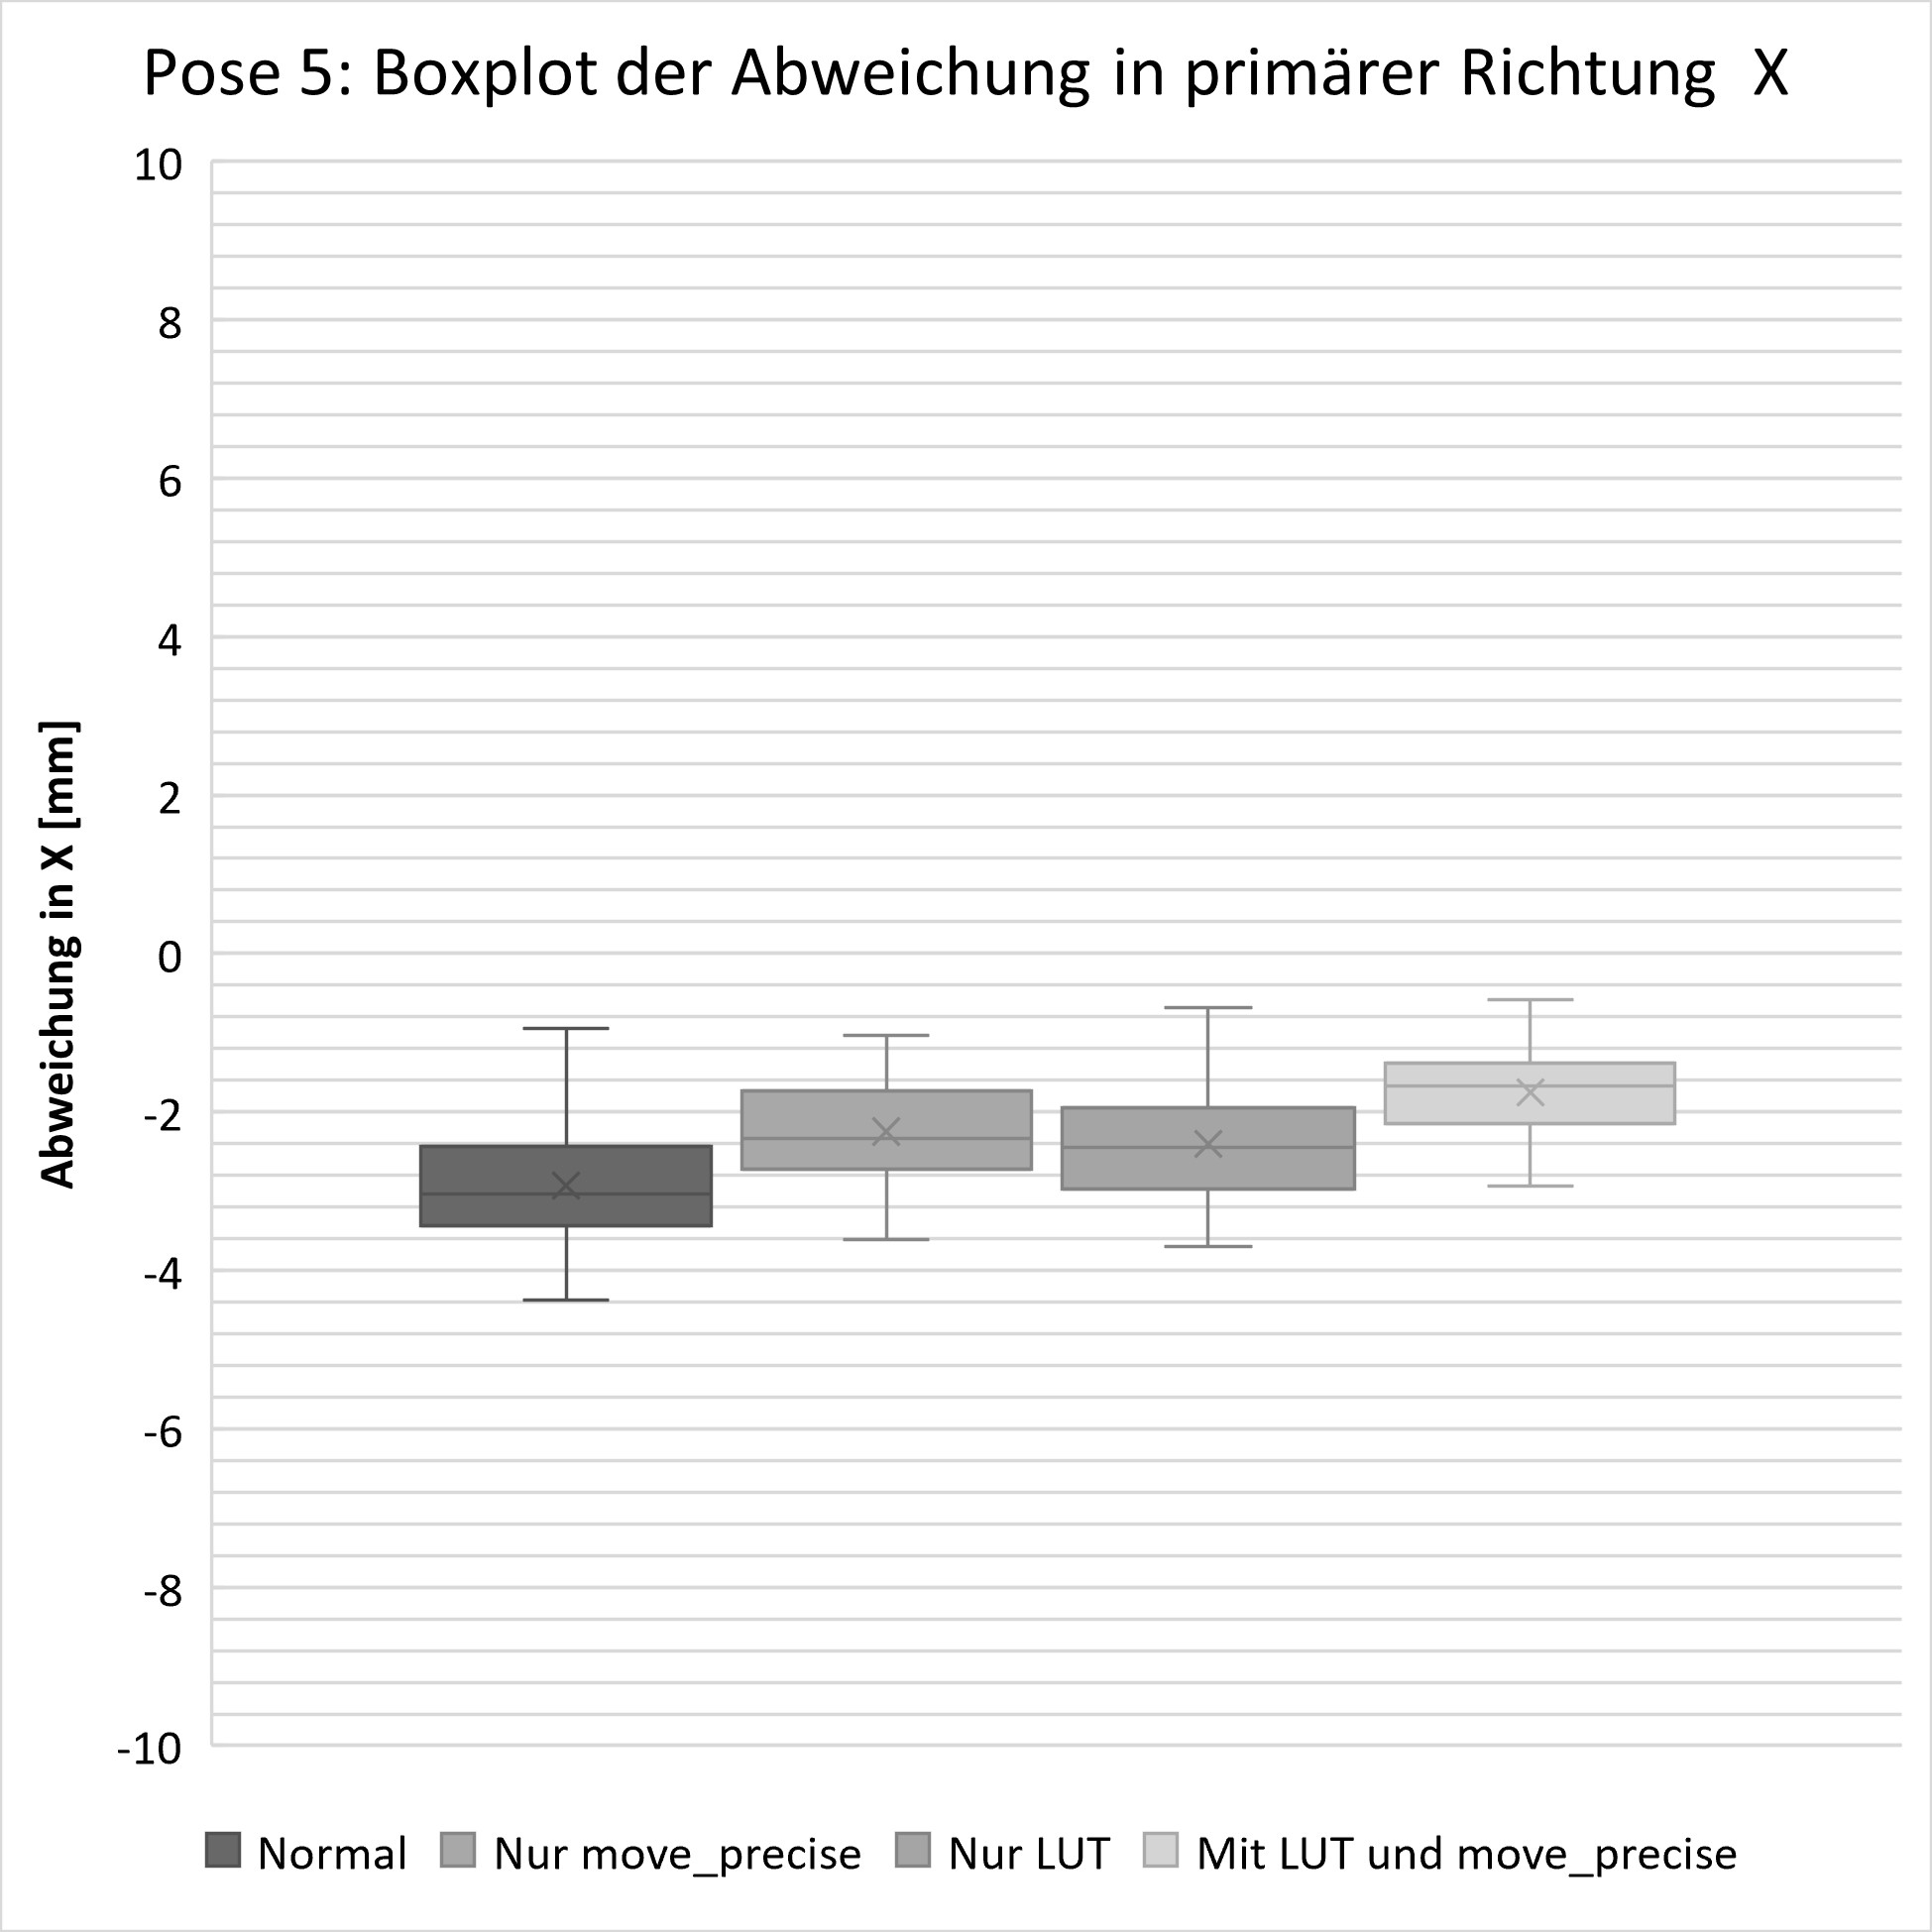 Pose 5: Boxplot der Abweichung in primärer Richtung X
10
8
6
4
2
0
-2
-4
-6
-8
-10
Abweichung in X [mm]
Normal
Nur move_precise
Nur LUT
Mit LUT und move_precise